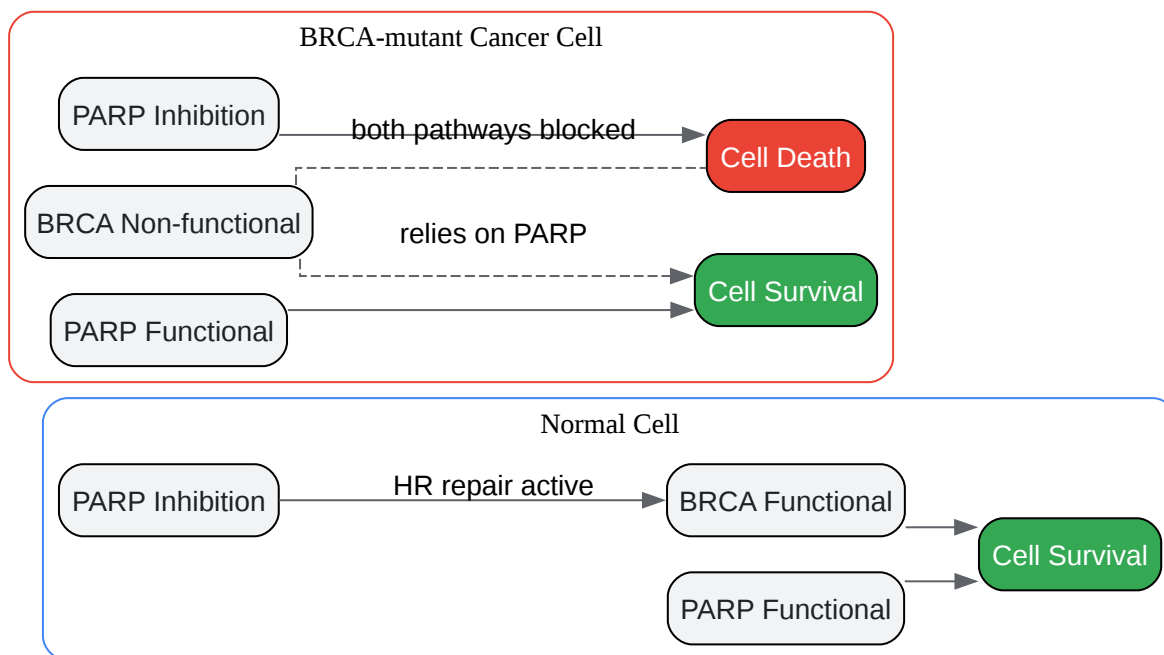 BRCA-mutant Cancer Cell
PARP Inhibition
both pathways blocked
Cell Death
BRCA Non-functional
relies on PARP
Cell Survival
PARP Functional
Normal Cell
PARP Inhibition
HR repair active
BRCA Functional
Cell Survival
PARP Functional